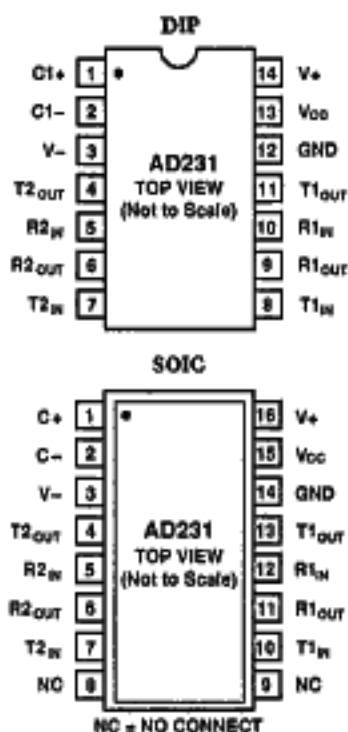 DIP
C1+ 1 14 V+
C1– 2 13 VCC
V– 3 12 GND
T2OUT 4 11 T1OUT
R2IN 5 10 R1IN
R2OUT 6 9 R1OUT
T2IN 7 8 T1IN
AD231
TOP VIEW
(Not to Scale)
SOIC
C+ 1 16 V+
C– 2 15 VCC
V– 3 14 GND
T2OUT 4 13 T1OUT
R2IN 5 12 R1IN
R2OUT 6 11 R1OUT
T2IN 7 10 T1IN
NC 8 9 NC
AD231
TOP VIEW
(Not to Scale)
NC = NO CONNECT